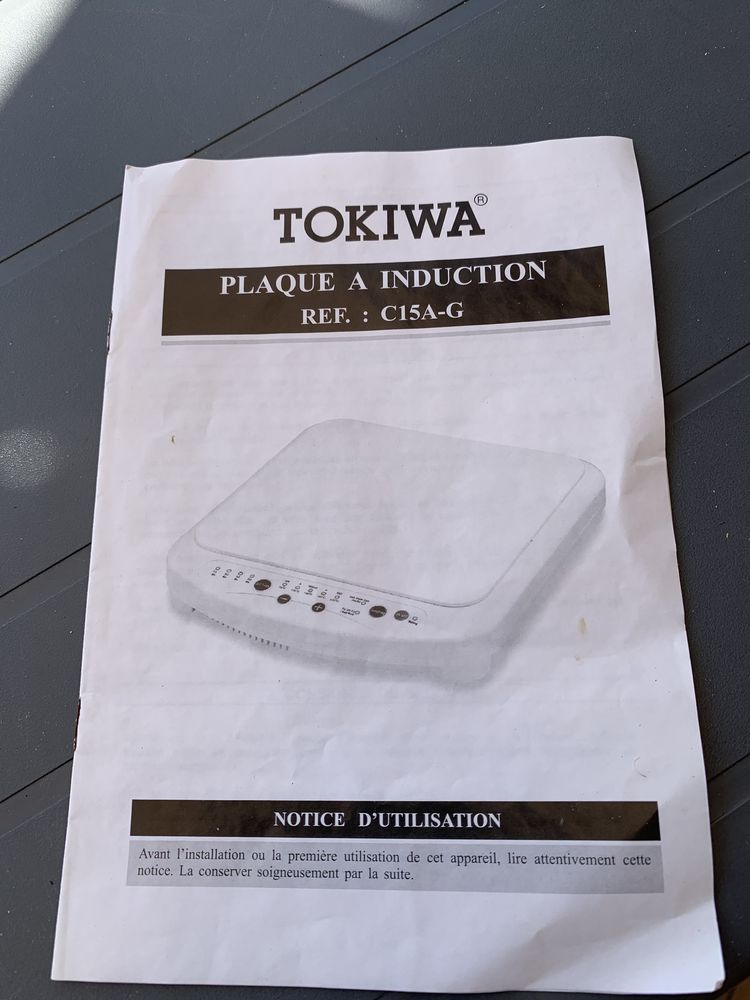 TOKIWA®
PLAQUE A INDUCTION
REF. : C15A-G
NOTICE D'UTILISATION
Avant l'installation ou la première utilisation de cet appareil, lire attentivement cette
notice. La conserver soigneusement par la suite.